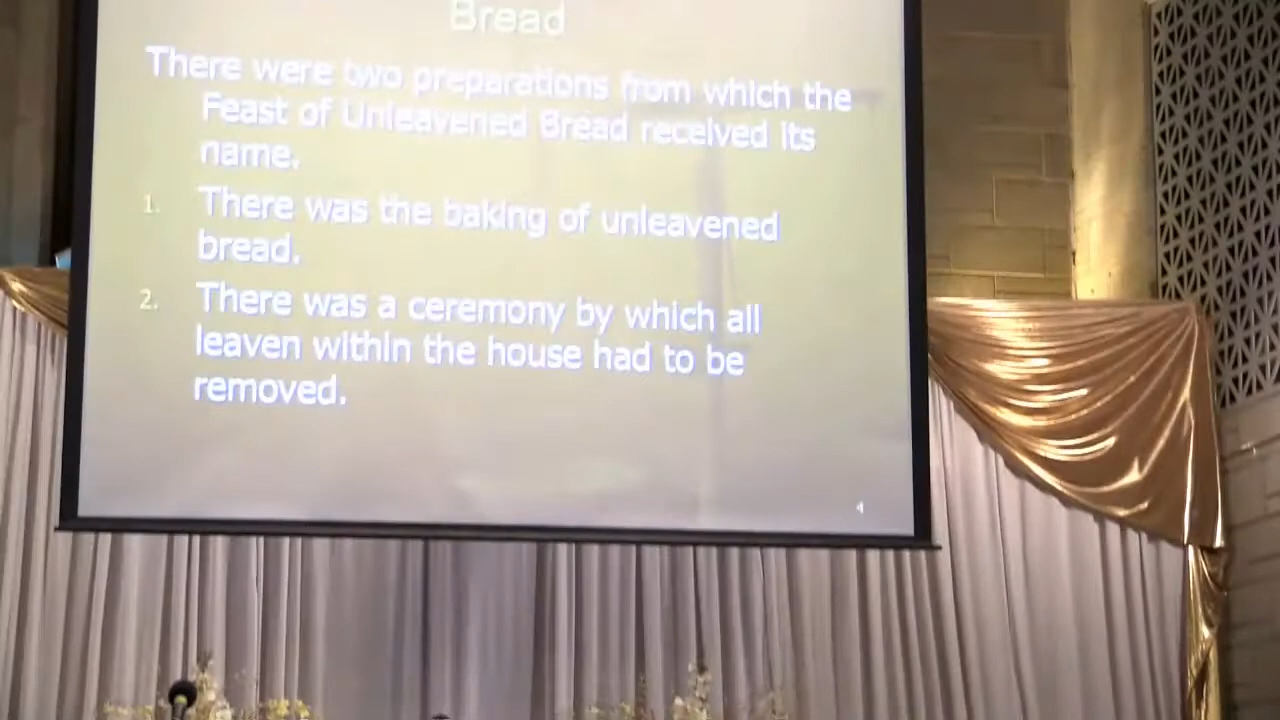 Bread
There were two preparations from which the
Feast of Unleavened Bread received its
name.
1. There was the baking of unleavened
bread.
2. There was a ceremony by which all
leaven within the house had to be
removed.
4